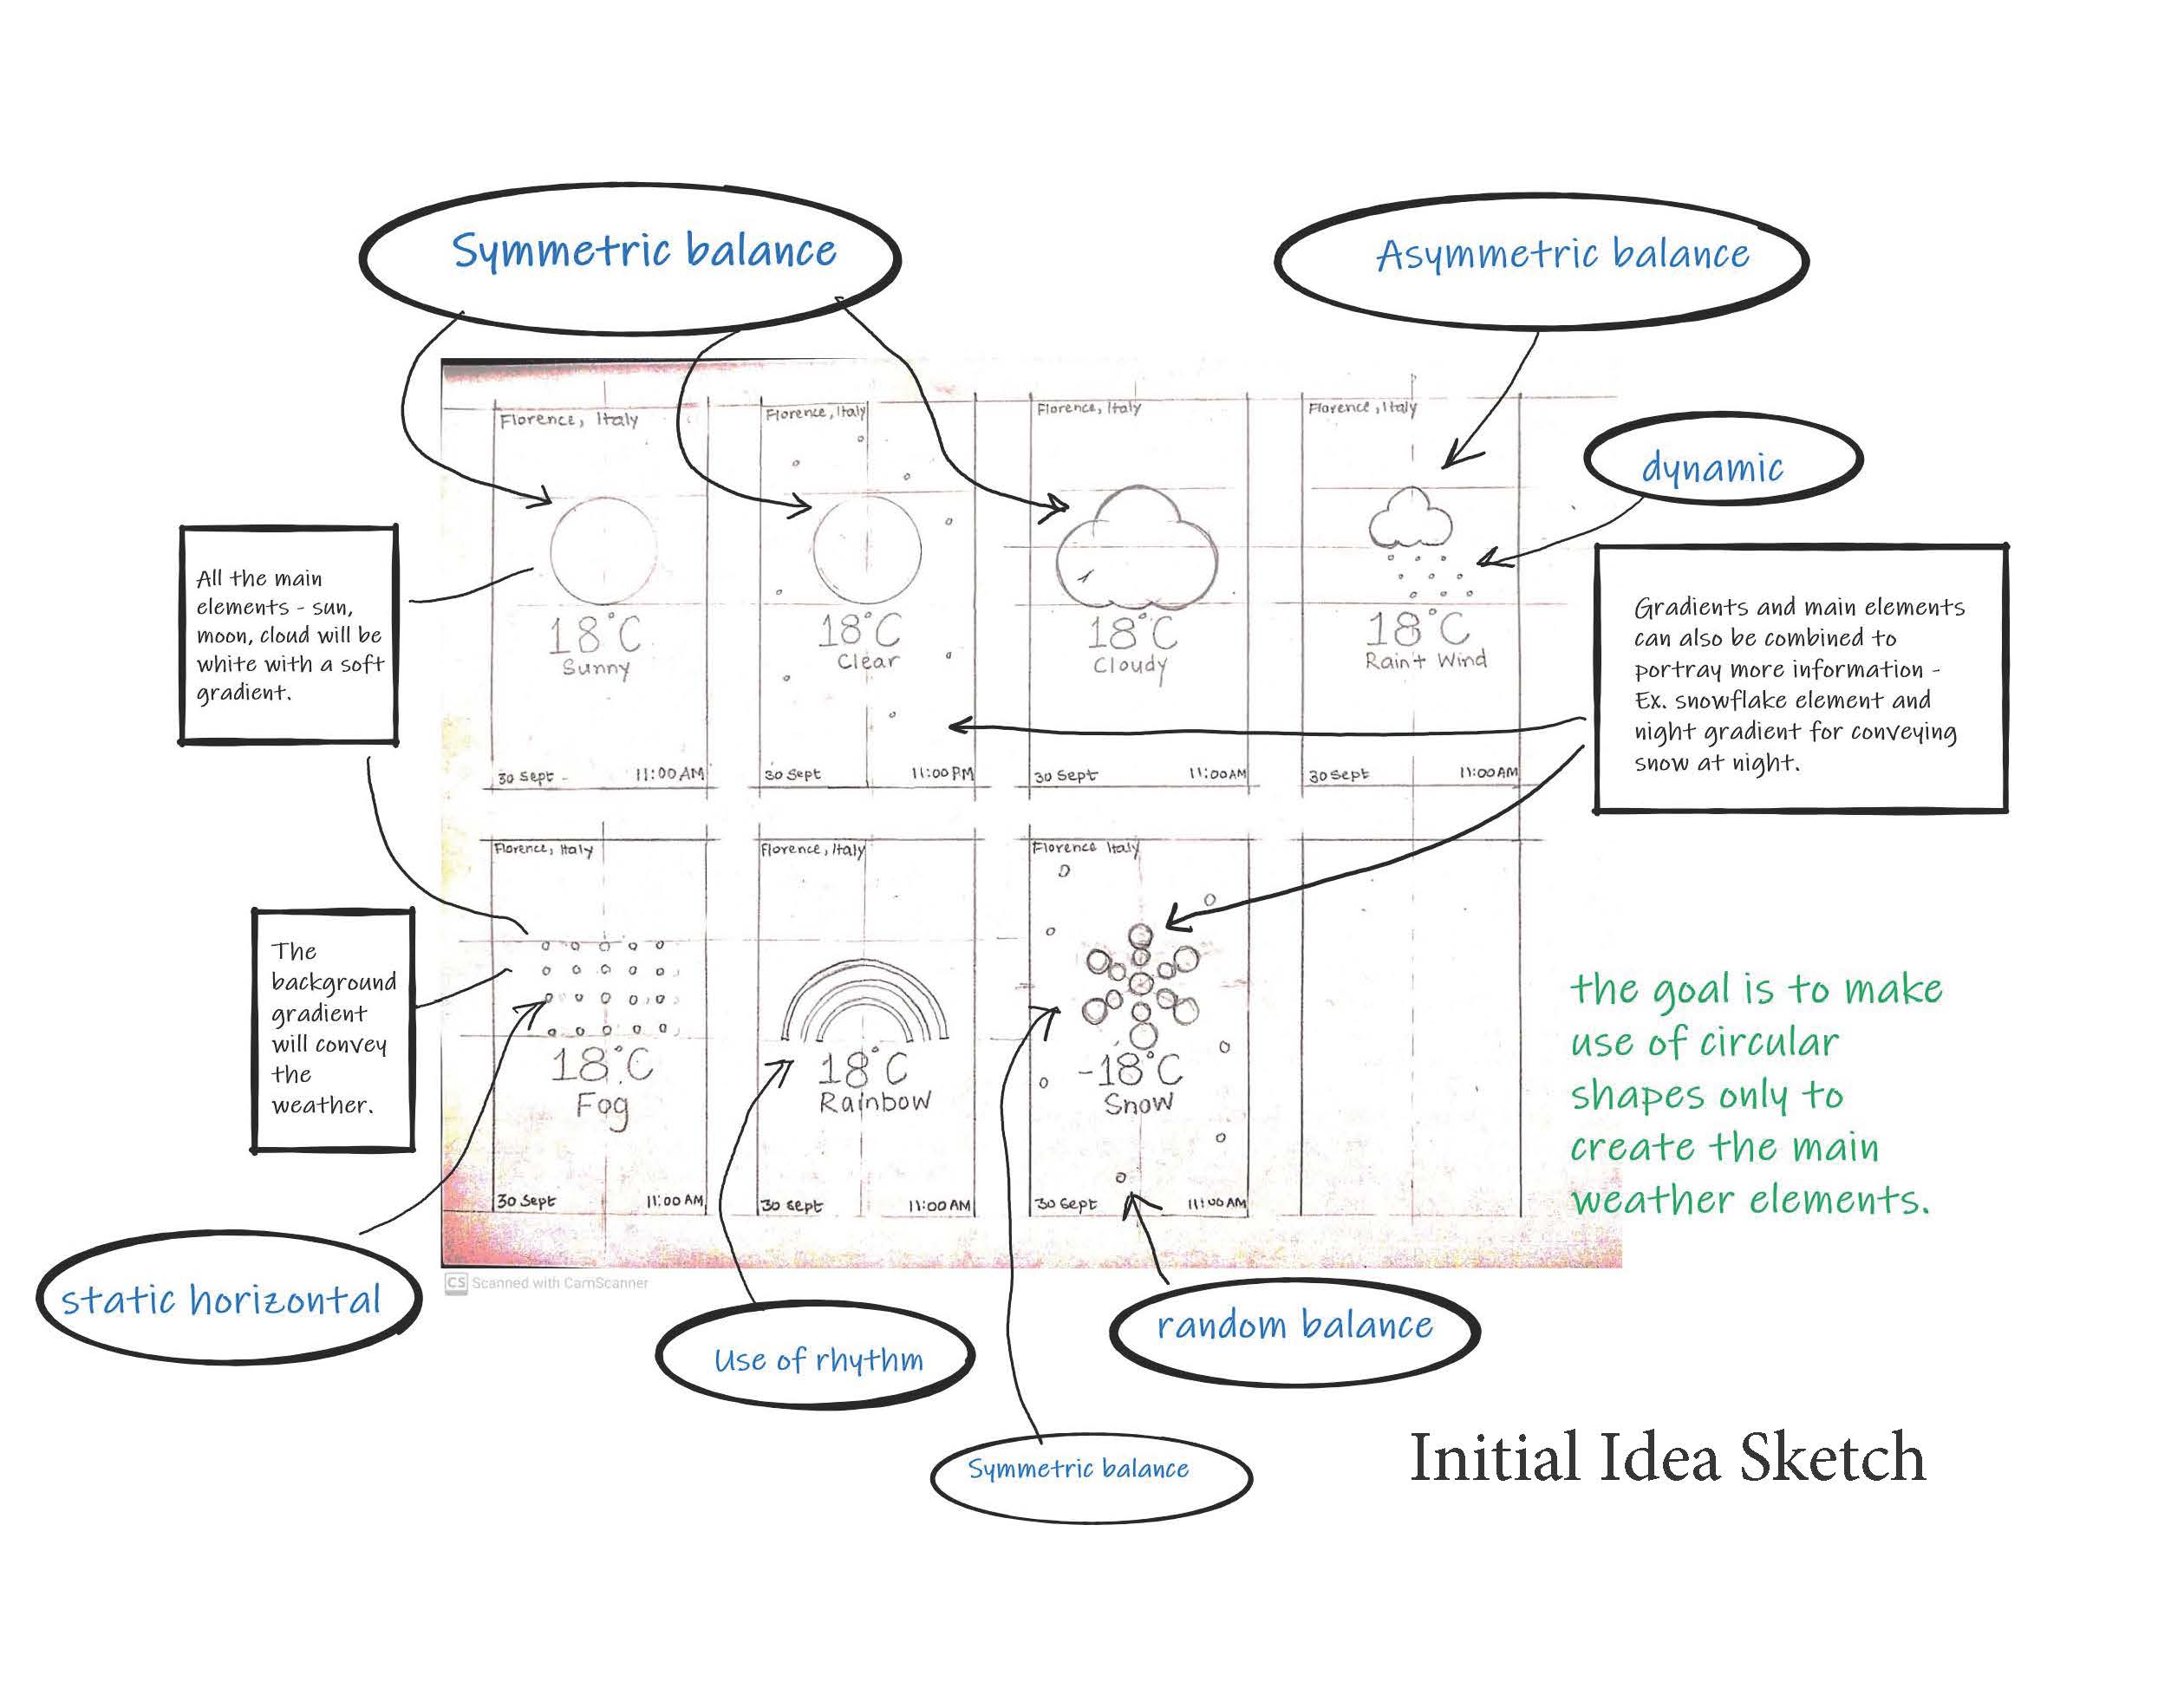 Symmetric balance
Asymmetric balance
dynamic
All the main
elements - sun,
moon, cloud will be
white with a soft
gradient.
Gradients and main elements
can also be combined to
portray more information -
Ex. snowflake element and
night gradient for conveying
snow at night.
Florence, Italy
18°C
Sunny
30 Sept -
11:00 AM
Florence, Italy
18°C
Clear
30 Sept
11:00 PM
Florence, Italy
18°C
Cloudy
30 Sept
11:00AM
Florence, Italy
18°C
Rain + Wind
30 Sept
11:00AM
The
background
gradient
will convey
the
weather.
Florence, Italy
18°C
Fog
30 Sept
11:00 AM
Florence, Italy
18°C
Rainbow
30 Sept
11:00AM
Florence Italy
-18°C
Snow
30 Sept
11:00 AM
the goal is to make
use of circular
shapes only to
create the main
weather elements.
CS Scanned with CamScanner
static horizontal
Use of rhythm
random balance
Symmetric balance
Initial Idea Sketch